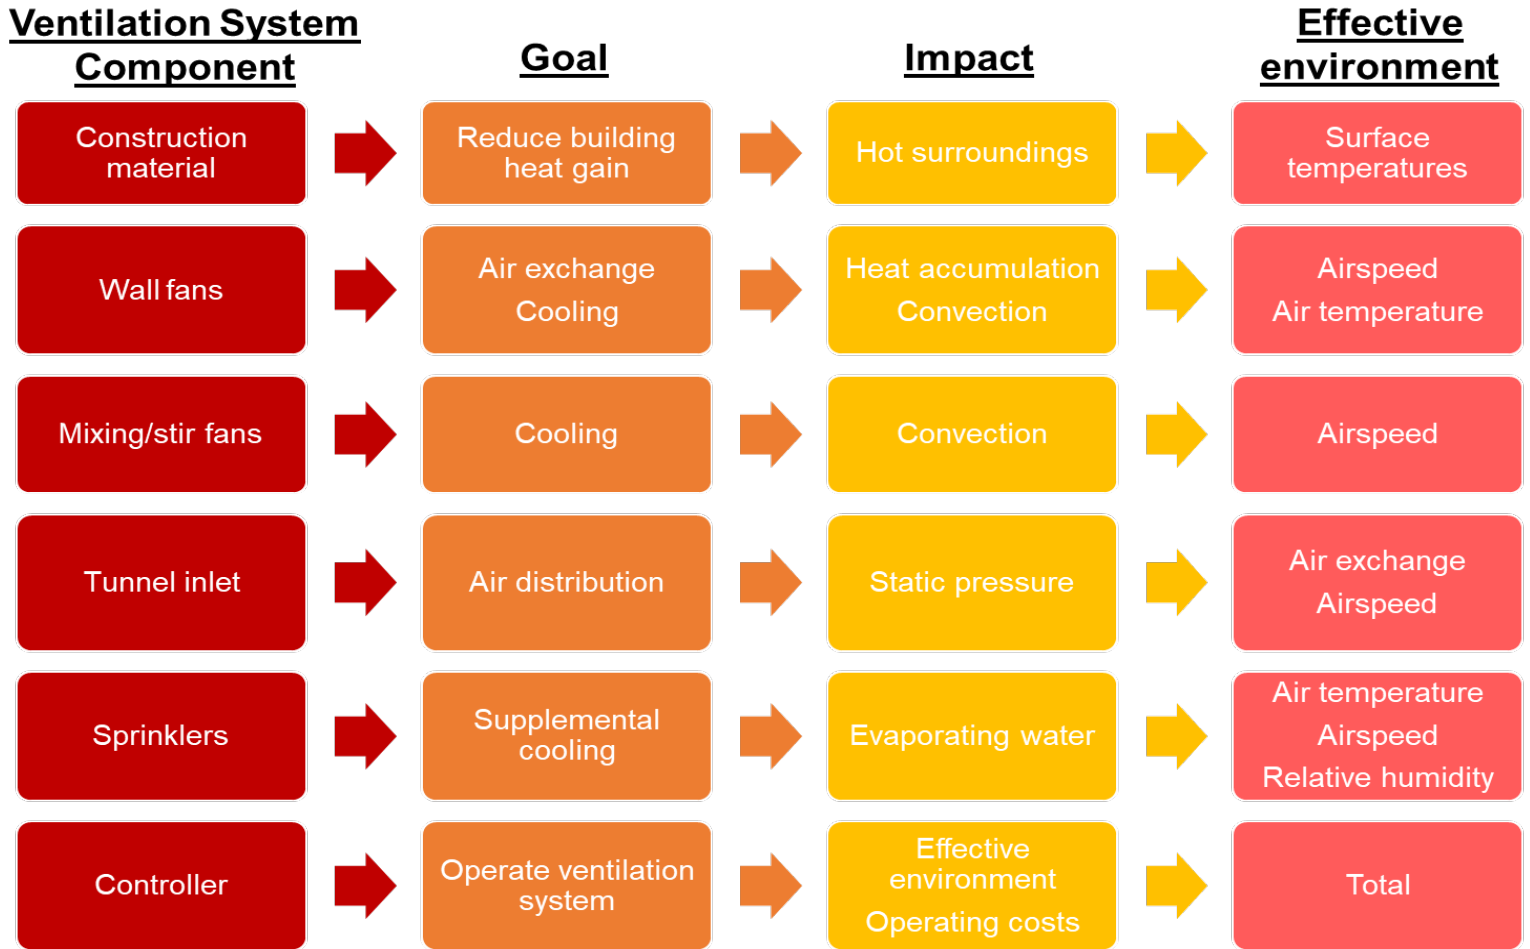 Ventilation System
Component
Goal
Impact
Effective
environment
Construction
material
Reduce building
heat gain
Hot surroundings
Surface
temperatures
Wall fans
Air exchange
Cooling
Heat accumulation
Convection
Airspeed
Air temperature
Mixing/stir fans
Cooling
Convection
Airspeed
Tunnel inlet
Air distribution
Static pressure
Air exchange
Airspeed
Sprinklers
Supplemental
cooling
Evaporating water
Air temperature
Airspeed
Relative humidity
Controller
Operate ventilation
system
Effective
environment
Operating costs
Total